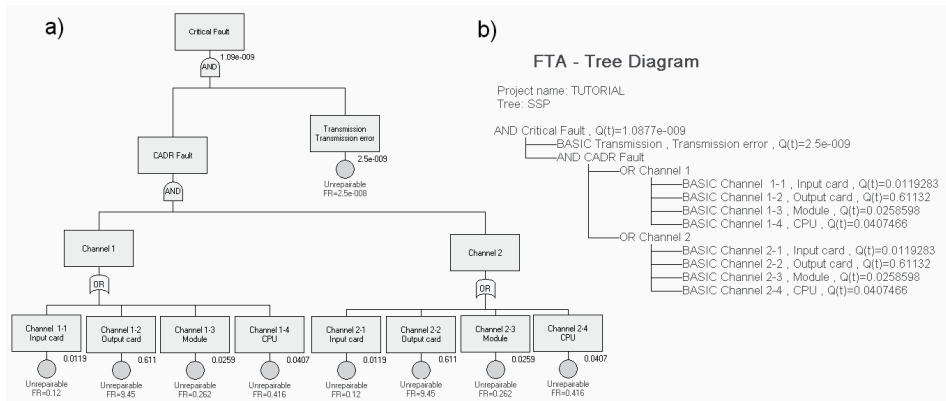 a)
Critical Fault
1.09e-009
AND
CADR Fault
Transmission
Transmission error
2.5e-009
Unrepairable
FR=2.5e-008
AND
Channel 1
Channel 2
OR
OR
Channel 1-1
Input card
Channel 1-2
Output card
Channel 1-3
Module
Channel 1-4
CPU
Channel 2-1
Input card
Channel 2-2
Output card
Channel 2-3
Module
Channel 2-4
CPU
0.0119
0.611
0.0259
0.0407
0.0119
0.611
0.0259
0.0407
Unrepairable
FR=0.12
Unrepairable
FR=9.45
Unrepairable
FR=0.262
Unrepairable
FR=0.416
Unrepairable
FR=0.12
Unrepairable
FR=9.45
Unrepairable
FR=0.262
Unrepairable
FR=0.416
b)
FTA - Tree Diagram
Project name: TUTORIAL
Tree: SSP
AND Critical Fault , Q(t)=1.0877e-009
BASIC Transmission , Transmission error , Q(t)=2.5e-009
AND CADR Fault
OR Channel 1
BASIC Channel 1-1 , Input card , Q(t)=0.0119283
BASIC Channel 1-2 , Output card , Q(t)=0.61132
BASIC Channel 1-3 , Module , Q(t)=0.0258598
BASIC Channel 1-4 , CPU , Q(t)=0.0407466
OR Channel 2
BASIC Channel 2-1 , Input card , Q(t)=0.0119283
BASIC Channel 2-2 , Output card , Q(t)=0.61132
BASIC Channel 2-3 , Module , Q(t)=0.0258598
BASIC Channel 2-4 , CPU , Q(t)=0.0407466